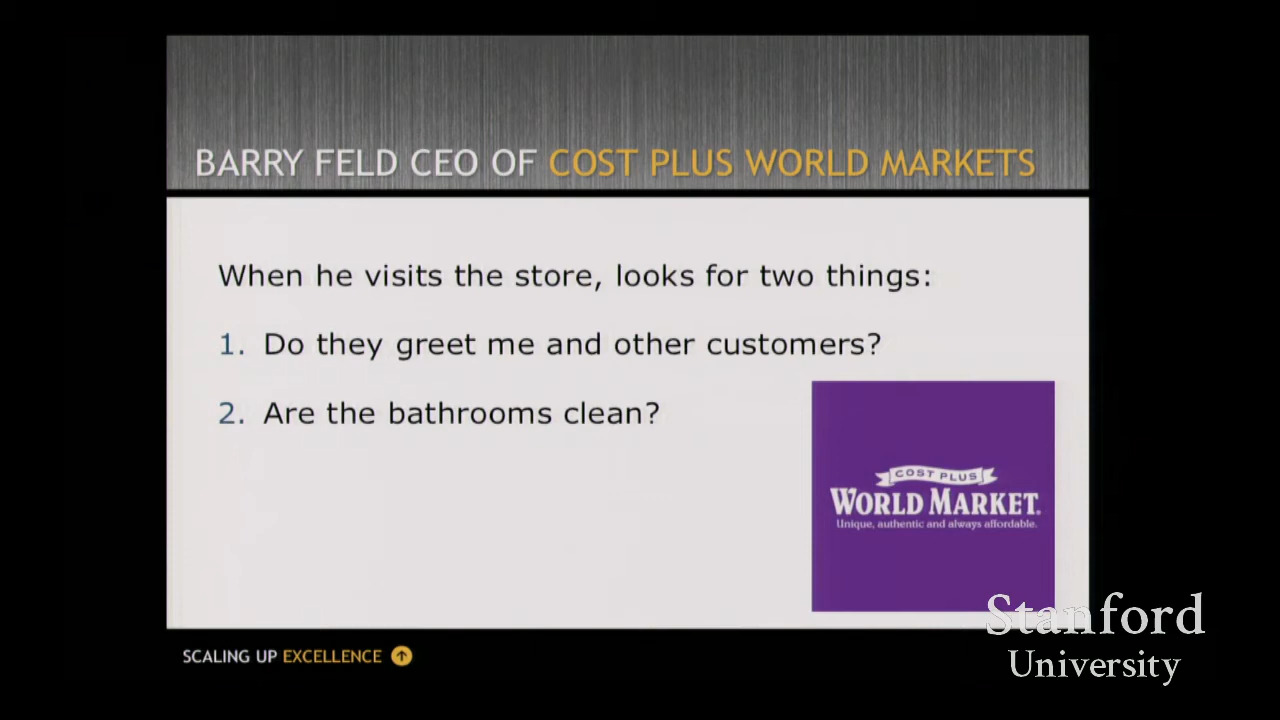 BARRY FELD CEO OF COST PLUS WORLD MARKETS
When he visits the store, looks for two things:
1. Do they greet me and other customers?
2. Are the bathrooms clean?
COST PLUS
WORLD MARKET.
Unique, authentic and always affordable.
SCALING UP EXCELLENCE
Stanford
University